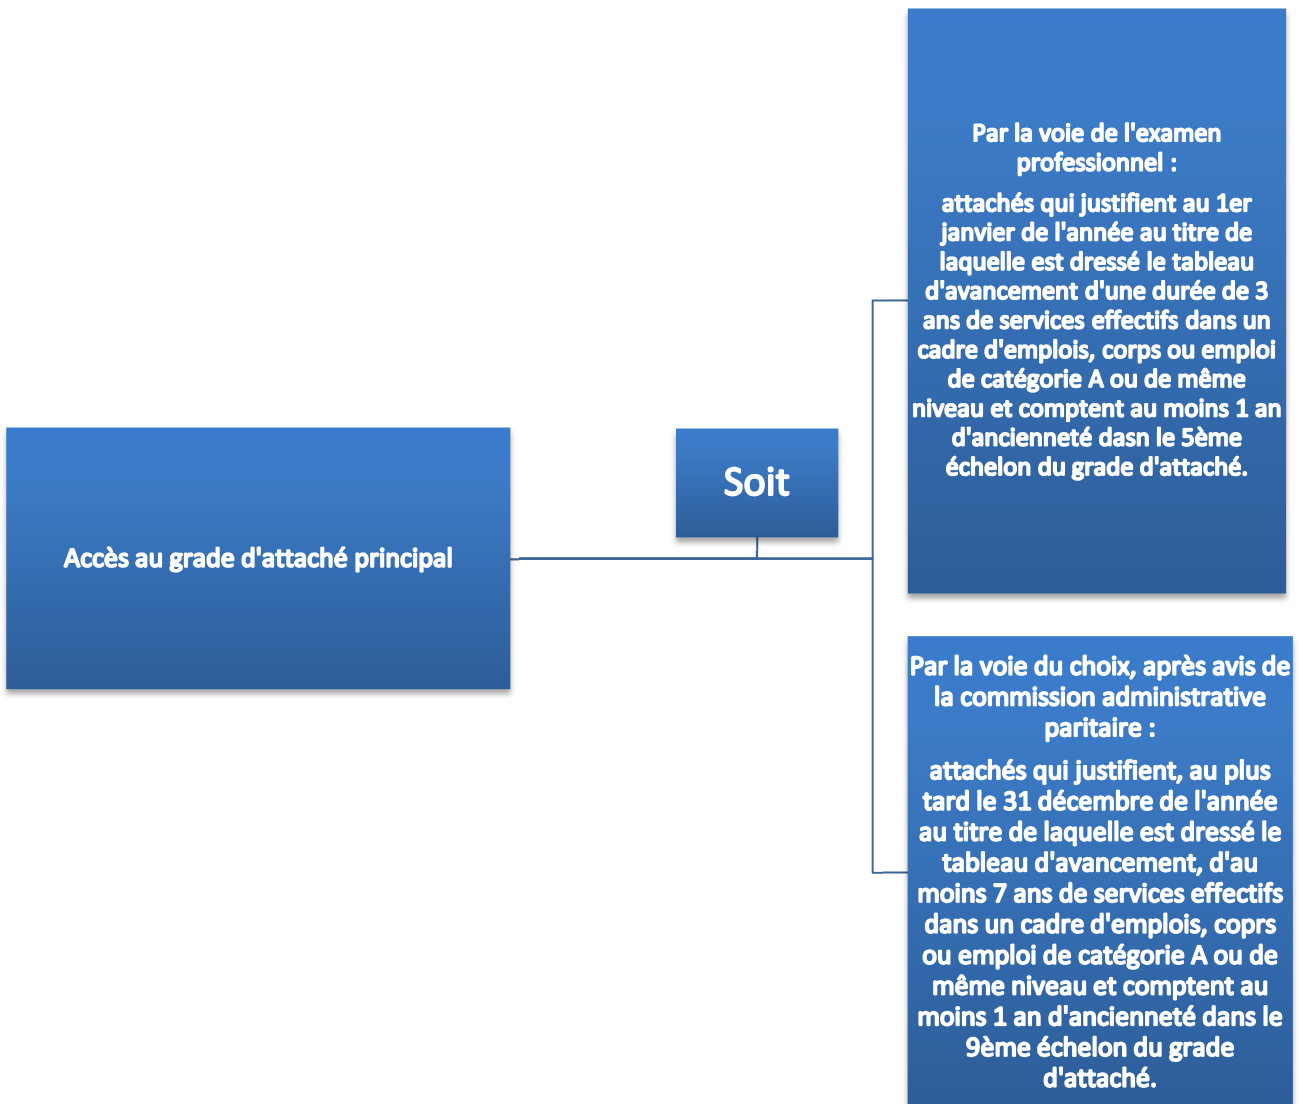 Accès au grade d'attaché principal
Soit
Par la voie de l'examen
professionnel :
attachés qui justifient au 1er
janvier de l'année au titre de
laquelle est dressé le tableau
d'avancement d'une durée de 3
ans de services effectifs dans un
cadre d'emplois, corps ou emploi
de catégorie A ou de même
niveau et comptent au moins 1 an
d'ancienneté dasn le 5ème
échelon du grade d'attaché.
Par la voie du choix, après avis de
la commission administrative
paritaire :
attachés qui justifient, au plus
tard le 31 décembre de l'année
au titre de laquelle est dressé le
tableau d'avancement, d'au
moins 7 ans de services effectifs
dans un cadre d'emplois, coprs
ou emploi de catégorie A ou de
même niveau et comptent au
moins 1 an d'ancienneté dans le
9ème échelon du grade
d'attaché.